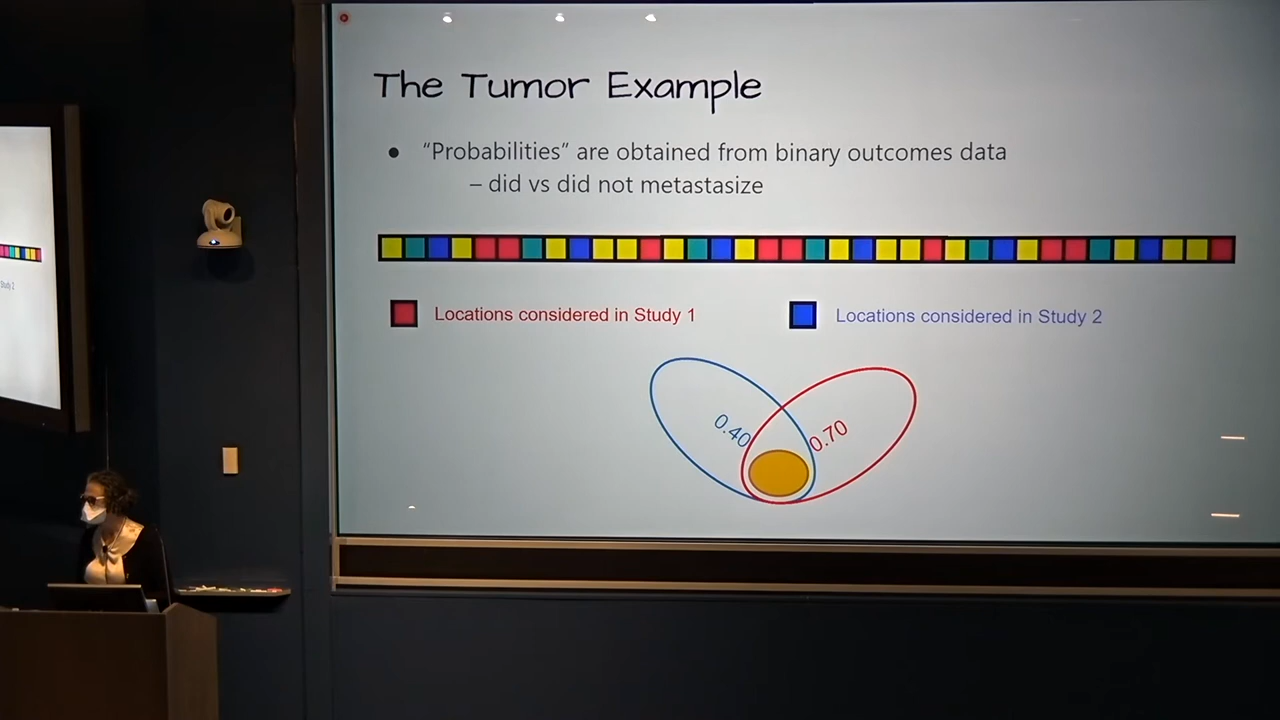 The Tumor Example
● “Probabilities” are obtained from binary outcomes data
– did vs did not metastasize
Locations considered in Study 1
Locations considered in Study 2
0.40
0.70